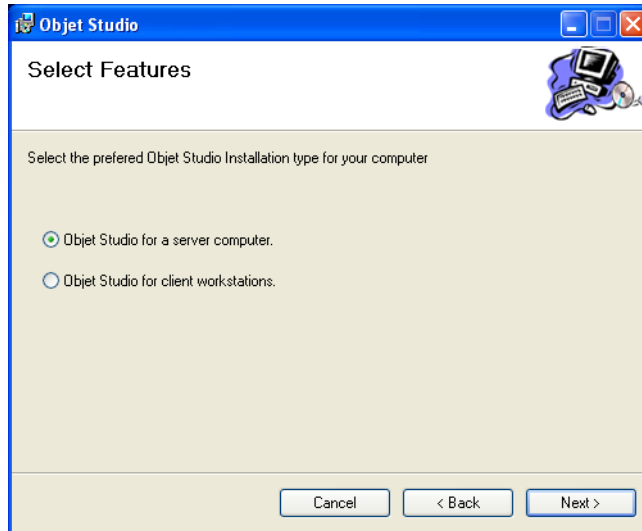 Objet Studio
Select Features
Select the prefered Objet Studio Installation type for your computer
Objet Studio for a server computer.
Objet Studio for client workstations.
Cancel
< Back
Next >